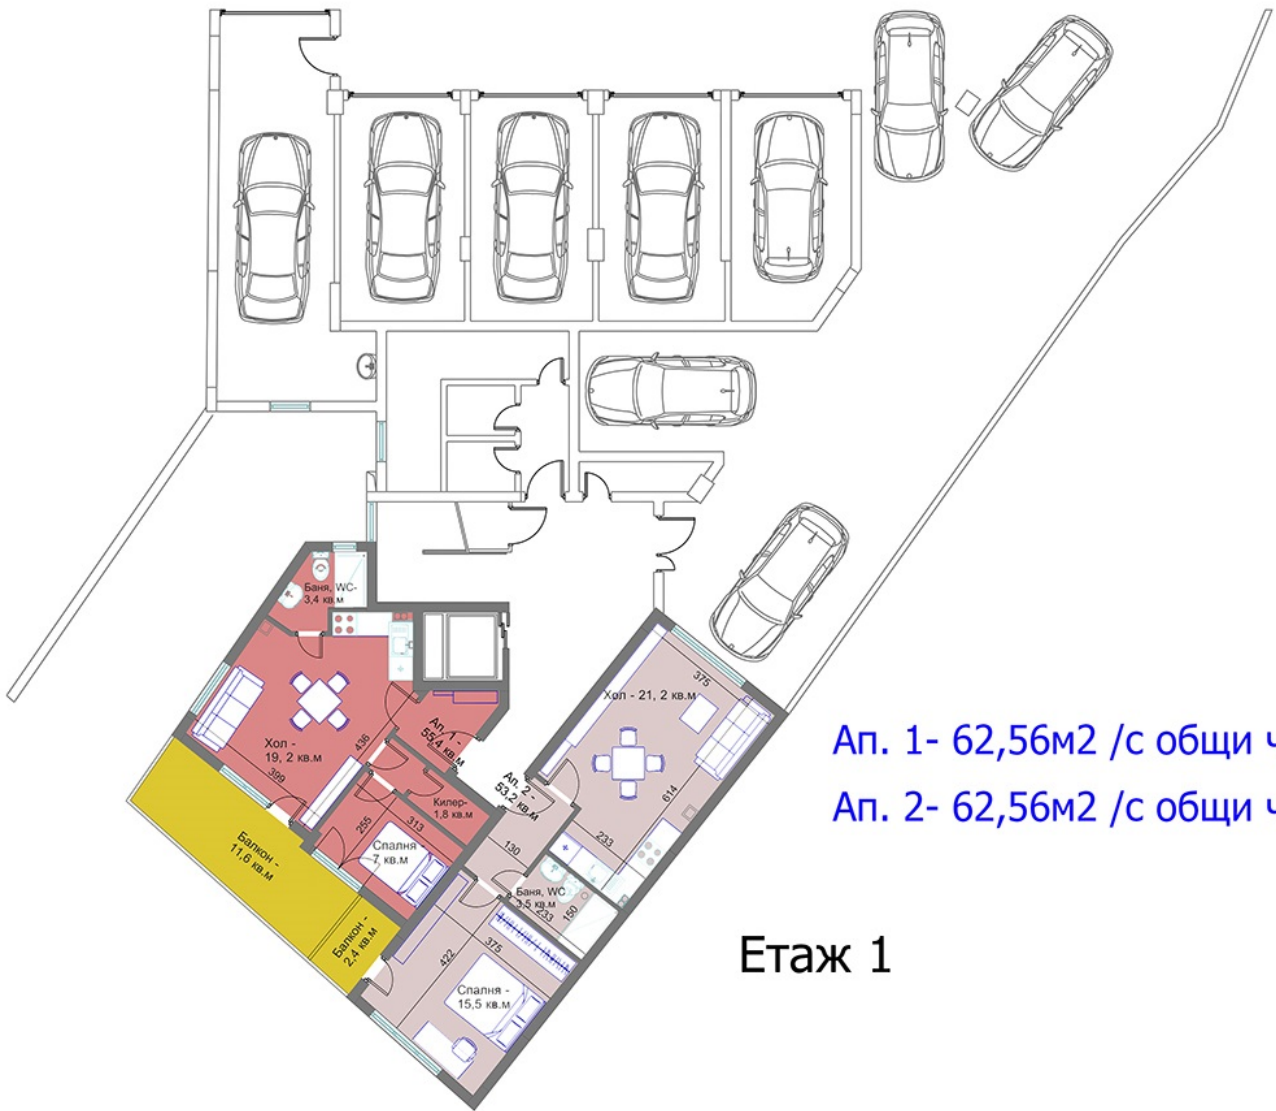 Баня, WC-
3,4 кв.м
Хол -
19, 2 кв.м
436
399
Ап. 1 -
55,4 кв.м
Килер-
1,8 кв.м
255
313
Спалня -
7 кв.м
Балкон -
11,6 кв.м
Балкон -
2,4 кв.м
Ап. 2 -
53,2 кв.м
375
Хол - 21, 2 кв.м
614
233
130
Баня, WC
3,5 кв.м
233
150
422
375
Спалня -
15,5 кв.м
Ап. 1- 62,56м2 /с общи
Ап. 2- 62,56м2 /с общи
Етаж 1